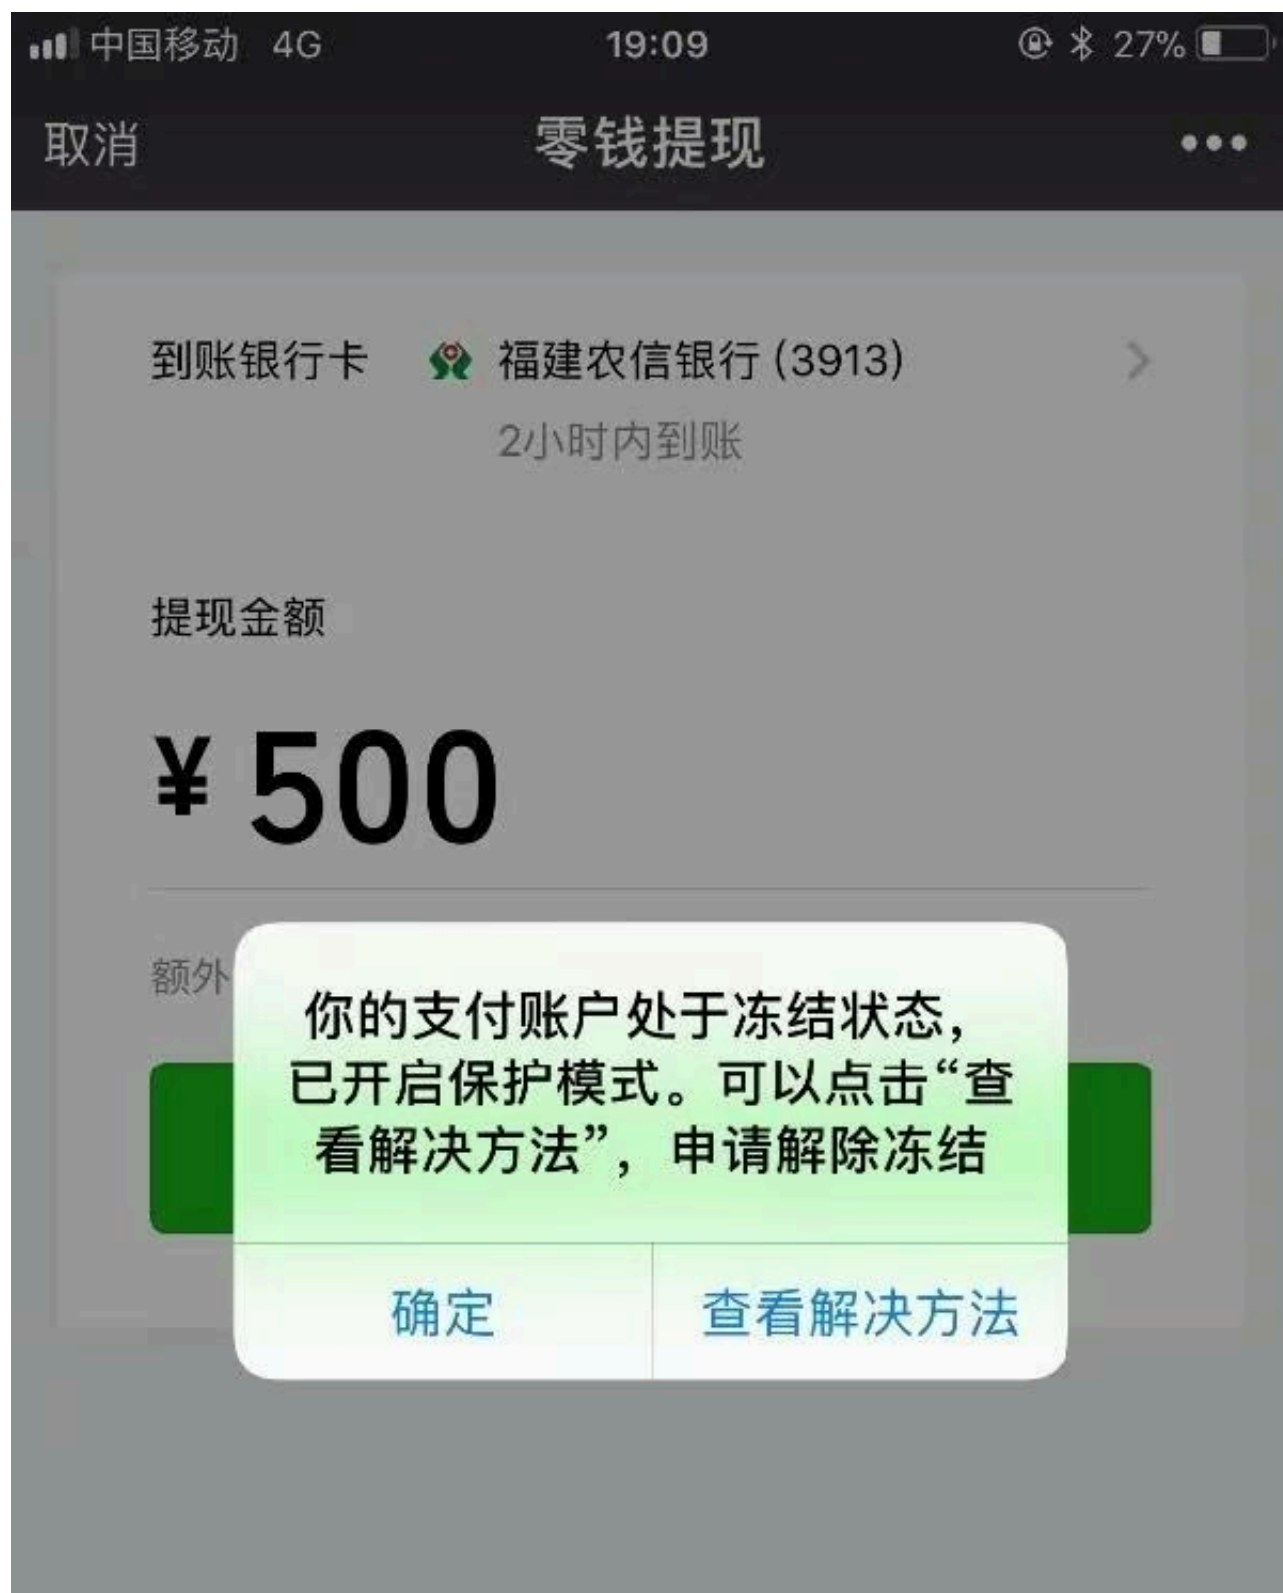 中国移动 4G 19:09 27%
取消 零钱提现
到账银行卡 福建农信银行 (3913)
2小时内到账
提现金额
¥ 500
额外
你的支付账户处于冻结状态，
已开启保护模式。可以点击“查
看解决方法”，申请解除冻结
确定 查看解决方法